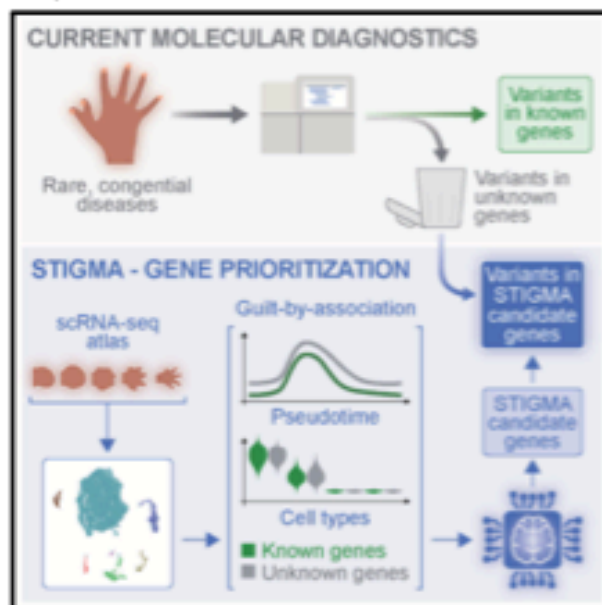 CURRENT MOLECULAR DIAGNOSTICS
Rare, congential
diseases
Variants
in known
genes
Variants in
unknown
genes
STIGMA - GENE PRIORITIZATION
scRNA-seq
atlas
Guilt-by-association
Pseudotime
Cell types
Known genes
Unknown genes
Variants in
STIGMA
candidate
genes
STIGMA
candidate
genes